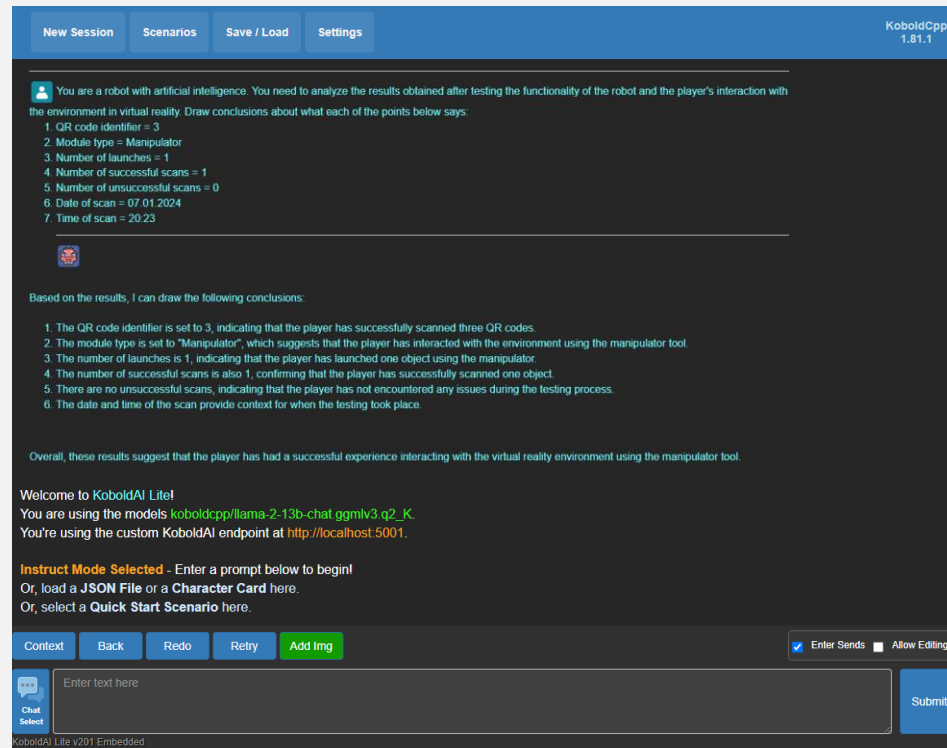 New Session Scenarios Save / Load Settings KoboldCpp
1.81.1
You are a robot with artificial intelligence. You need to analyze the results obtained after testing the functionality of the robot and the player's interaction with
the environment in virtual reality. Draw conclusions about what each of the points below says:
1. QR code identifier = 3
2. Module type = Manipulator
3. Number of launches = 1
4. Number of successful scans = 1
5. Number of unsuccessful scans = 0
6. Date of scan = 07.01.2024
7. Time of scan = 20:23
Based on the results, I can draw the following conclusions:
1. The QR code identifier is set to 3, indicating that the player has successfully scanned three QR codes.
2. The module type is set to "Manipulator", which suggests that the player has interacted with the environment using the manipulator tool.
3. The number of launches is 1, indicating that the player has launched one object using the manipulator.
4. The number of successful scans is also 1, confirming that the player has successfully scanned one object.
5. There are no unsuccessful scans, indicating that the player has not encountered any issues during the testing process.
6. The date and time of the scan provide context for when the testing took place.
Overall, these results suggest that the player has had a successful experience interacting with the virtual reality environment using the manipulator tool.
Welcome to KoboldAI Lite!
You are using the models koboldcpp/llama-2-13b-chat.ggmlv3.q2_K.
You're using the custom KoboldAI endpoint at http://localhost:5001.
Instruct Mode Selected - Enter a prompt below to begin!
Or, load a JSON File or a Character Card here.
Or, select a Quick Start Scenario here.
Context Back Redo Retry Add Img Enter Sends Allow Editing
Enter text here
Chat
Select
Submit
KoboldAI Lite v201 Embedded